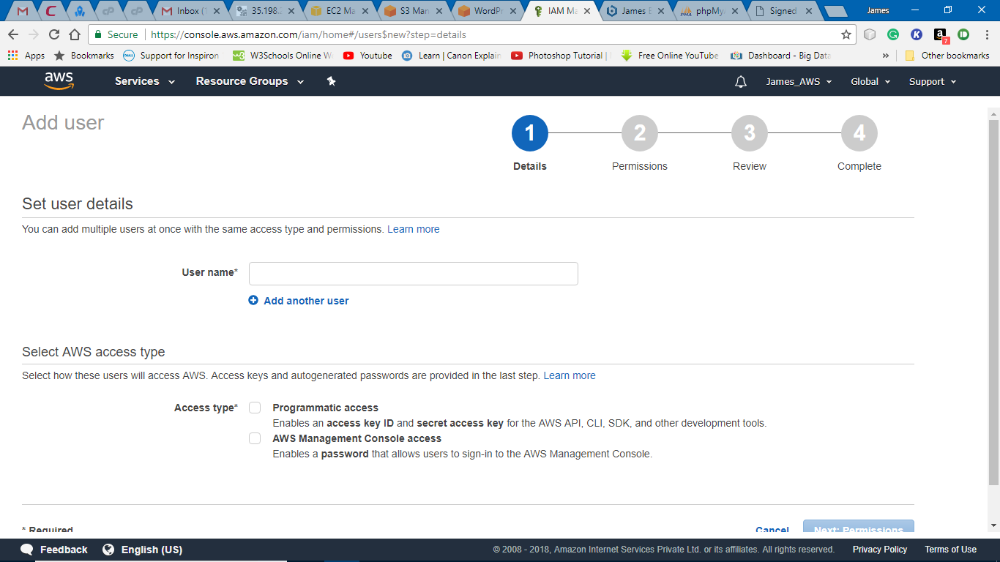 Inbox (1
35.198.
EC2 Ma
S3 Man
WordPr
IAM Ma
James E
phpMyA
Signed
James
Secure https://console.aws.amazon.com/iam/home#/users$new?step=details
7
Apps Bookmarks Support for Inspiron W3Schools Online W Youtube Learn | Canon Explain Photoshop Tutorial | Free Online YouTube Dashboard - Big Data » Other bookmarks
aws Services Resource Groups James_AWS Global Support
Add user
1 2 3 4
Details Permissions Review Complete
Set user details
You can add multiple users at once with the same access type and permissions. Learn more
User name*
Add another user
Select AWS access type
Select how these users will access AWS. Access keys and autogenerated passwords are provided in the last step. Learn more
Access type* Programmatic access
Enables an access key ID and secret access key for the AWS API, CLI, SDK, and other development tools.
AWS Management Console access
Enables a password that allows users to sign-in to the AWS Management Console.
* Required Cancel Next: Permissions
Feedback English (US) © 2008 - 2018, Amazon Internet Services Private Ltd. or its affiliates. All rights reserved. Privacy Policy Terms of Use